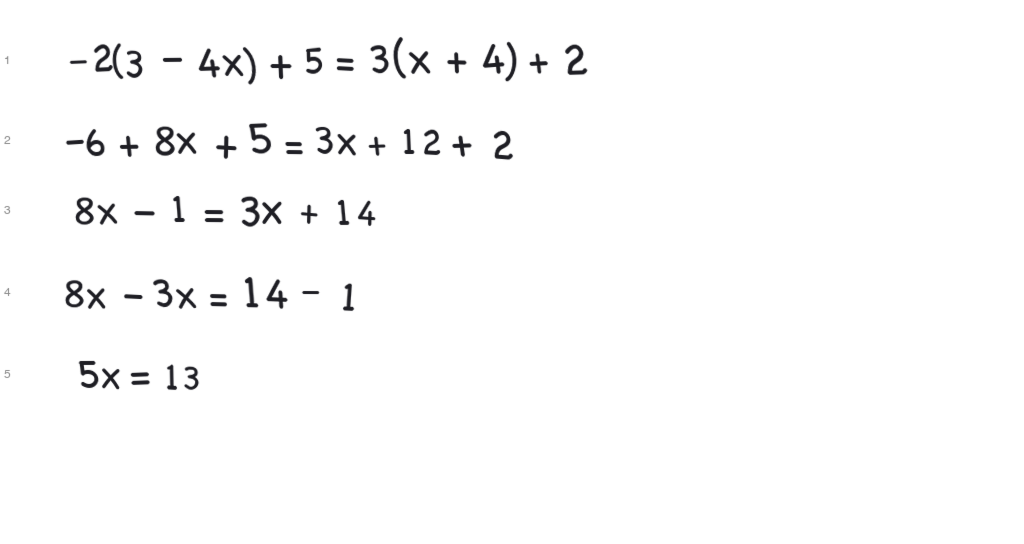 1 -2(3 - 4x) + 5 = 3(x + 4) + 2
2 -6 + 8x + 5 = 3x + 12 + 2
3 8x - 1 = 3x + 14
4 8x - 3x = 14 - 1
5 5x = 13